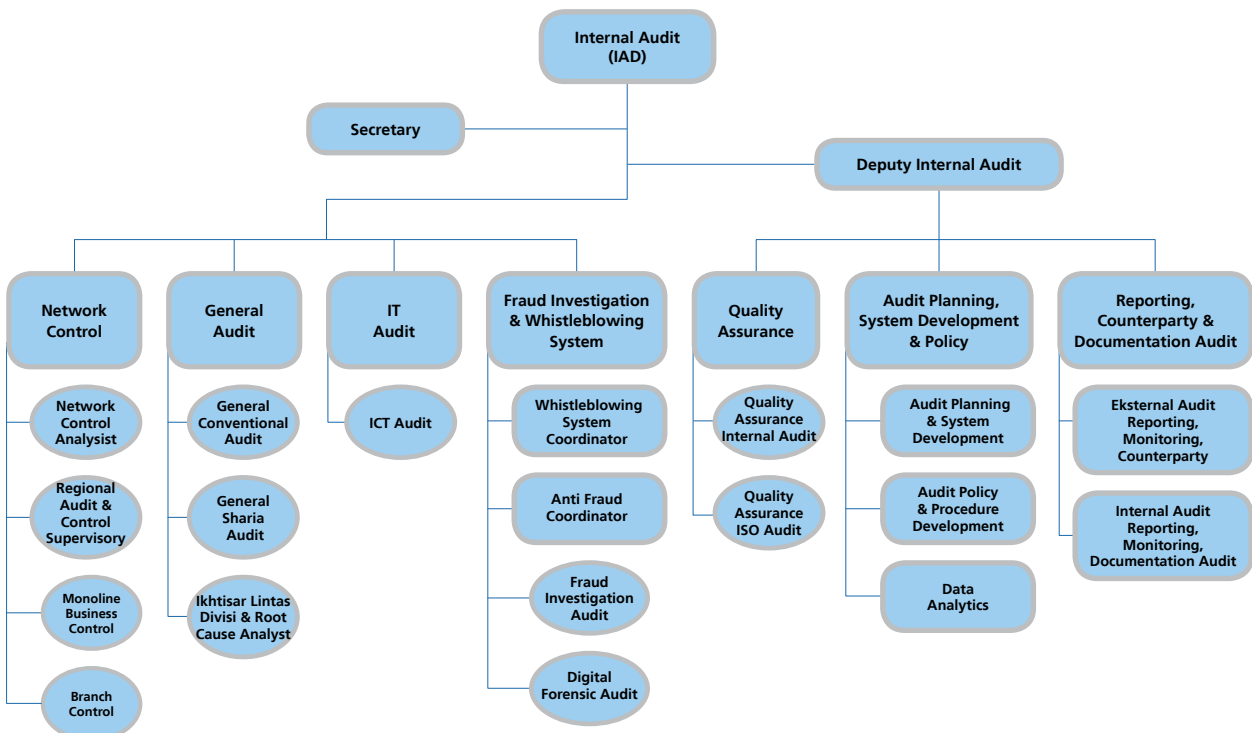 Internal Audit
(IAD)
Secretary
Deputy Internal Audit
Network
Control
General
Audit
IT
Audit
Fraud Investigation
& Whistleblowing
System
Quality
Assurance
Audit Planning,
System Development
& Policy
Reporting,
Counterparty &
Documentation Audit
Network
Control
Analysist
Regional
Audit &
Control
Supervisory
Monoline
Business
Control
Branch
Control
General
Conventional
Audit
General
Sharia
Audit
Ikhtisar Lintas
Divisi & Root
Cause Analyst
ICT Audit
Whistleblowing
System
Coordinator
Anti Fraud
Coordinator
Fraud
Investigation
Audit
Digital
Forensic Audit
Quality
Assurance
Internal Audit
Quality
Assurance
ISO Audit
Audit Planning
& System
Development
Audit Policy
& Procedure
Development
Data
Analytics
Eksternal Audit
Reporting,
Monitoring,
Counterparty
Internal Audit
Reporting,
Monitoring,
Documentation Audit